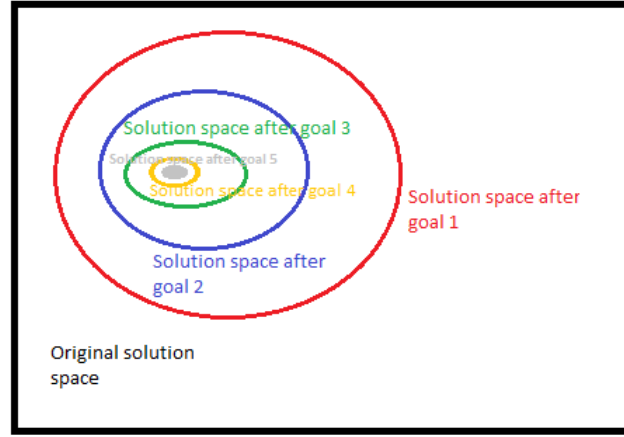 Solution space after goal 3
Solution space after goal 5
Solution space after goal 4
Solution space after
goal 1
Solution space after
goal 2
Original solution
space